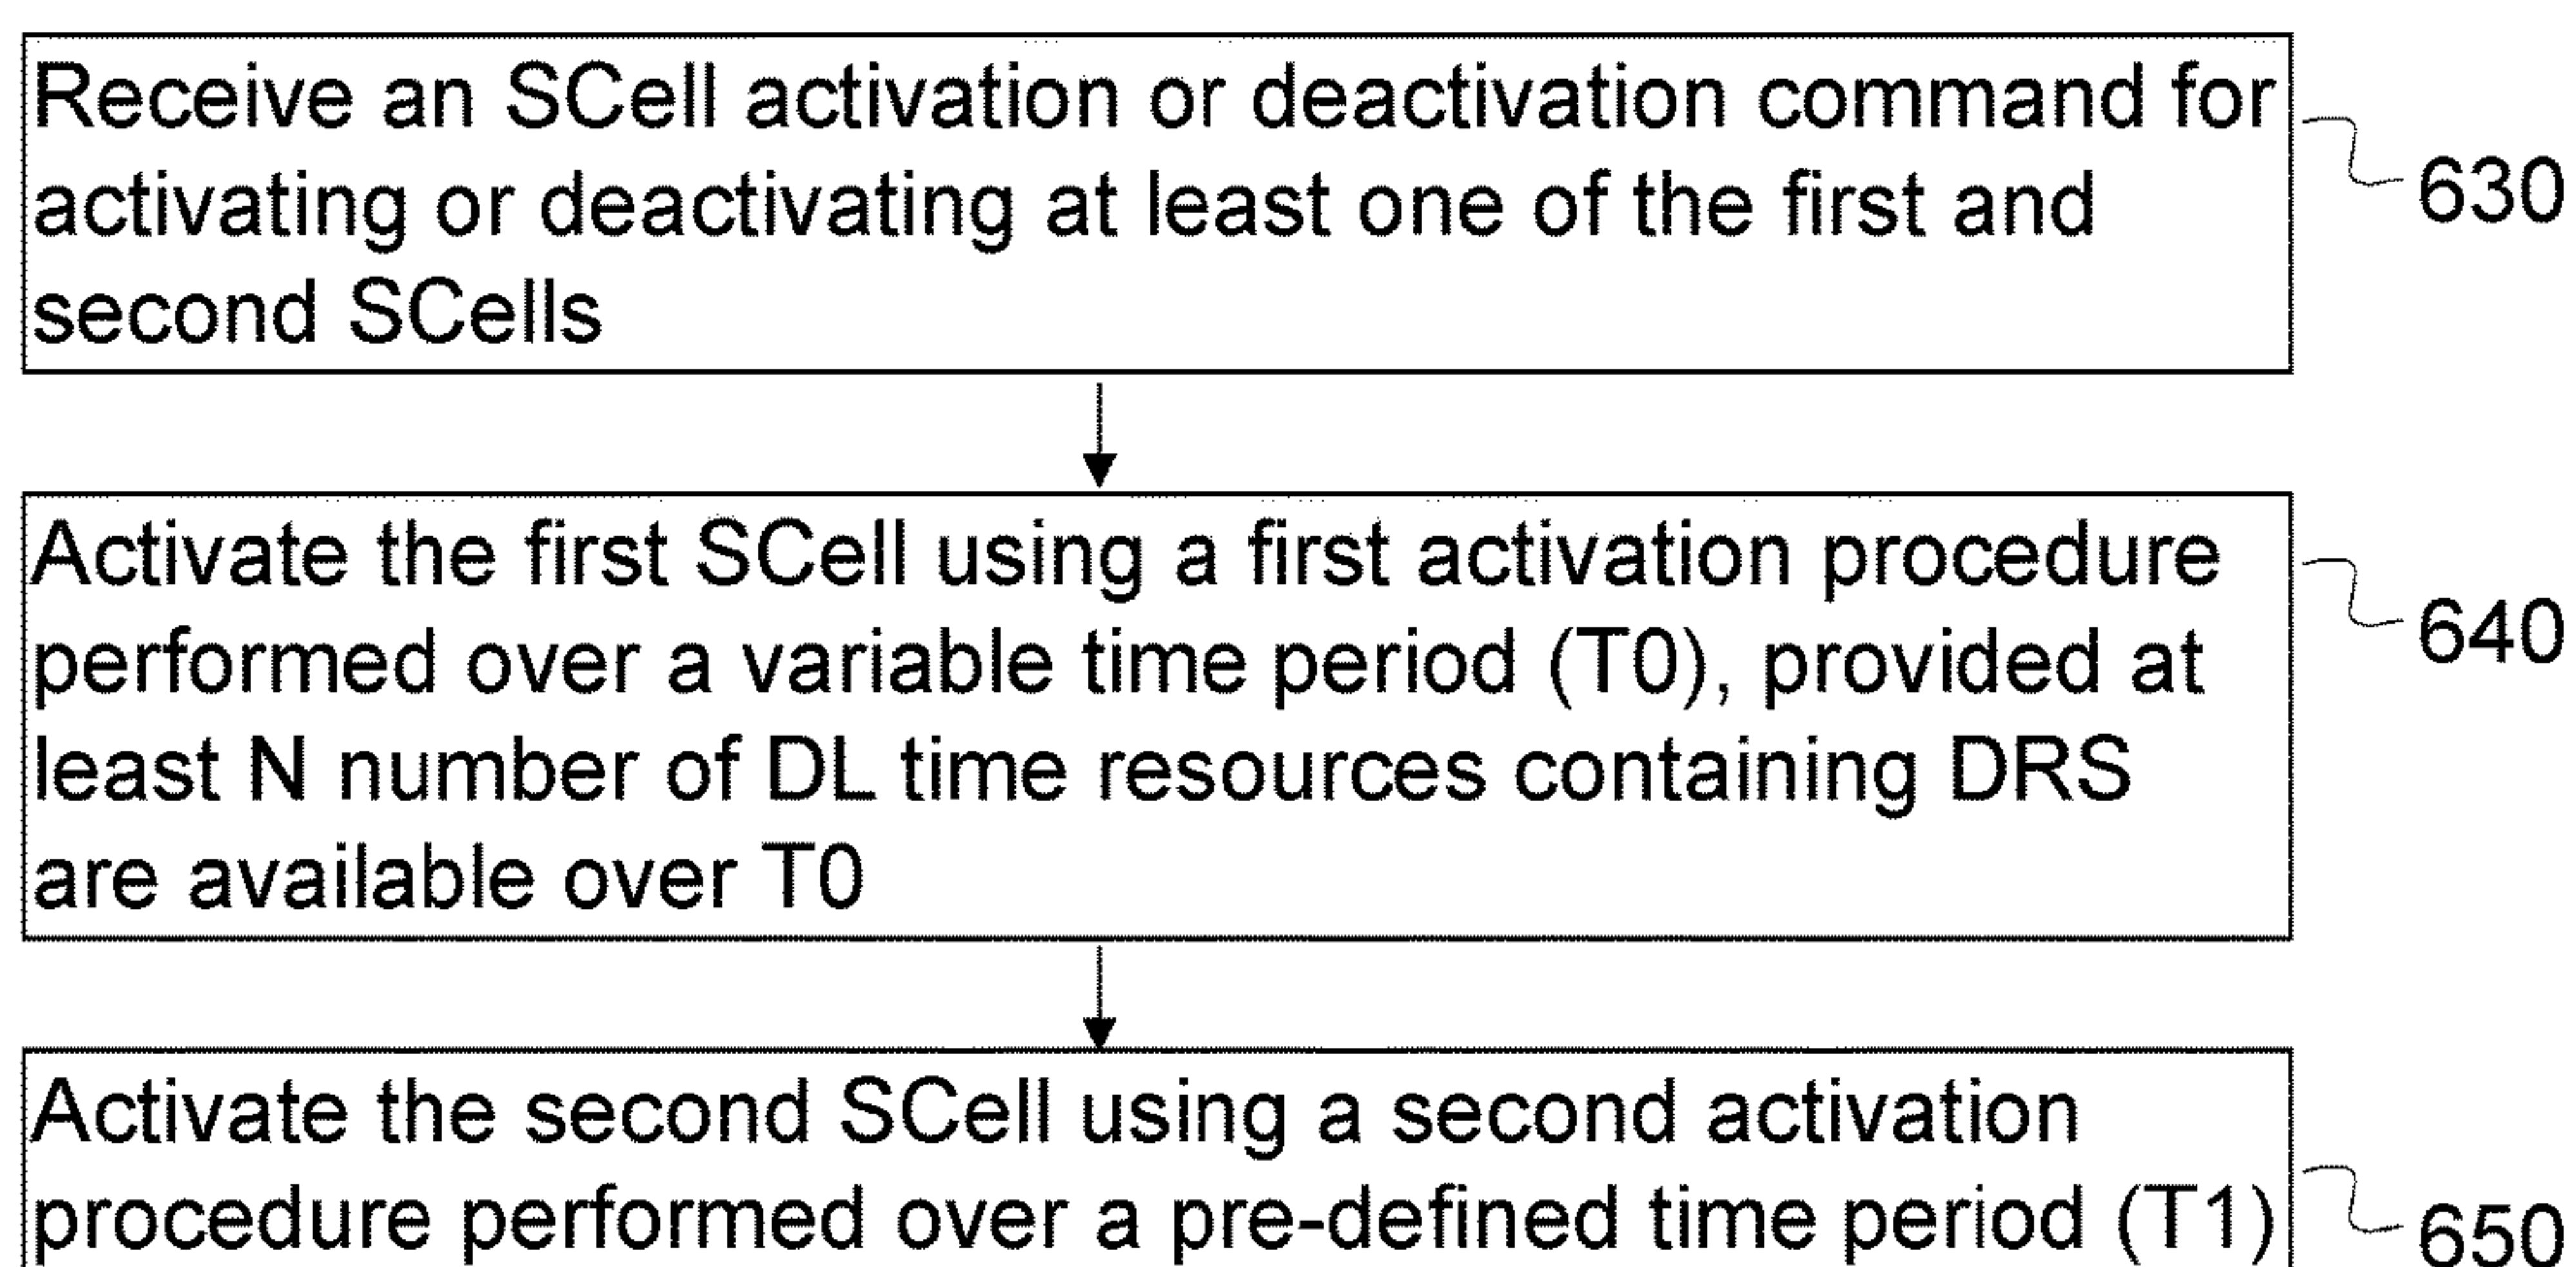 Receive an SCell activation or deactivation command for
activating or deactivating at least one of the first and
second SCells
630
Activate the first SCell using a first activation procedure
performed over a variable time period (T0), provided at
least N number of DL time resources containing DRS
are available over T0
640
Activate the second SCell using a second activation
procedure performed over a pre-defined time period (T1)
650